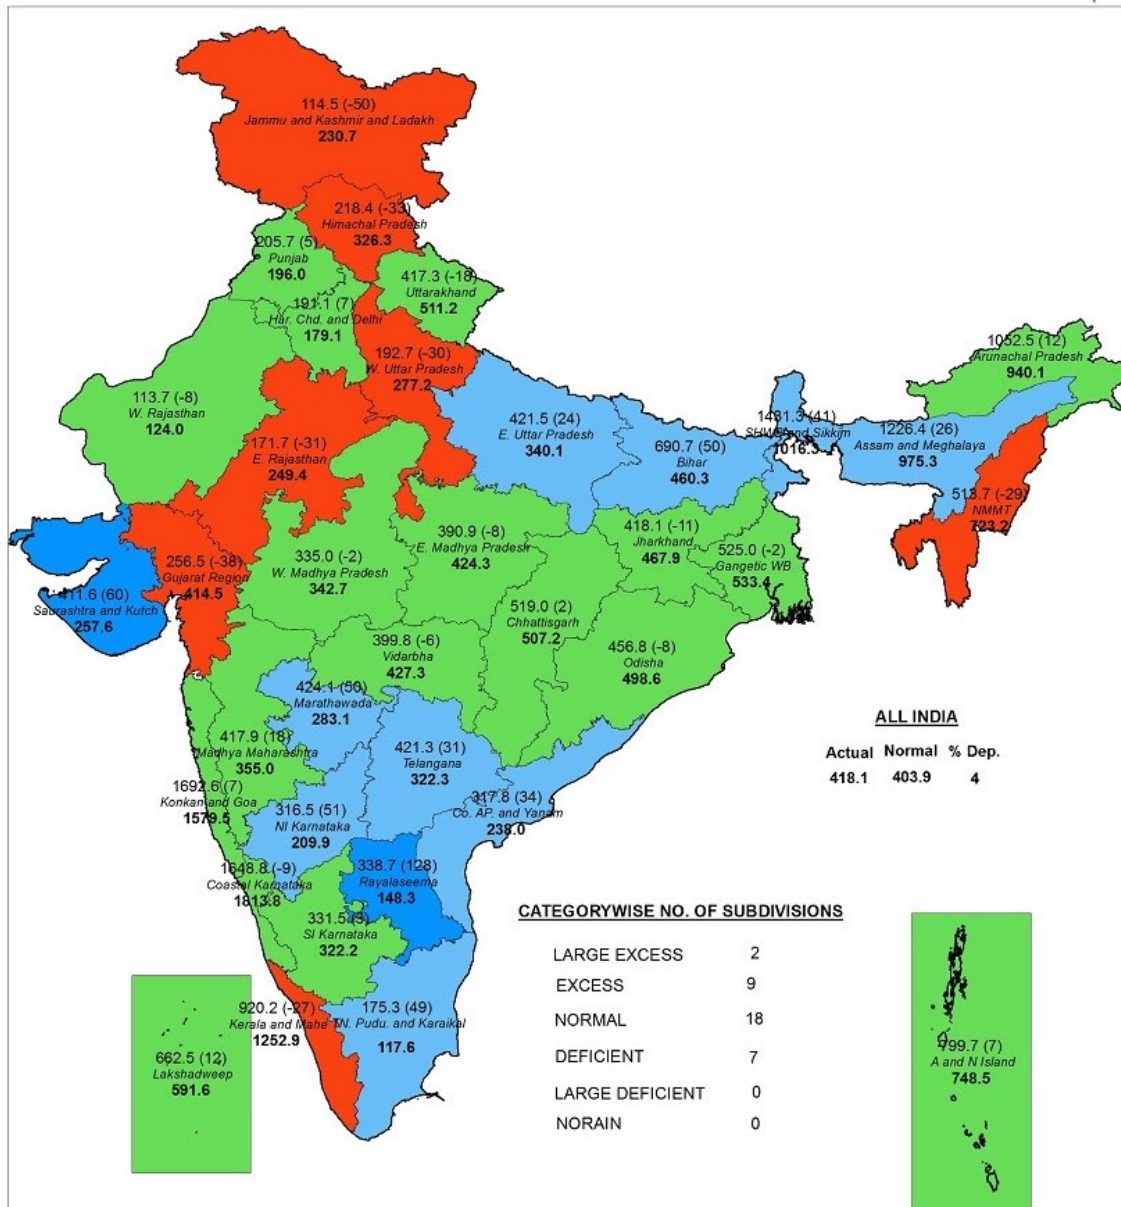 114.5 (-50)
Jammu and Kashmir and Ladakh
230.7
218.4 (-33)
Himachal Pradesh
326.3
205.7 (5)
Punjab
196.0
417.3 (-18)
Uttarakhand
511.2
191.1 (7)
Har. Chd. and Delhi
179.1
192.7 (-30)
W. Uttar Pradesh
277.2
1052.5 (12)
Arunachal Pradesh
940.1
113.7 (-8)
W. Rajasthan
124.0
421.5 (24)
E. Uttar Pradesh
340.1
1431.3 (41)
SHWB and Sikkim
1016.3
1226.4 (26)
Assam and Meghalaya
975.3
171.7 (-31)
E. Rajasthan
249.4
690.7 (50)
Bihar
460.3
513.7 (-29)
NMMT
723.2
390.9 (-8)
E. Madhya Pradesh
424.3
418.1 (-11)
Jharkhand
467.9
335.0 (-2)
W. Madhya Pradesh
342.7
525.0 (-2)
Gangetic WB
533.4
256.5 (-38)
Gujarat Region
414.5
411.6 (60)
Saurashtra and Kutch
257.6
519.0 (2)
Chhattisgarh
507.2
399.8 (-6)
Vidarbha
427.3
456.8 (-8)
Odisha
498.6
424.1 (50)
Marathawada
283.1
417.9 (18)
Madhya Maharashtra
355.0
421.3 (31)
Telangana
322.3
ALL INDIA
Actual Normal % Dep.
418.1 403.9 4
1692.6 (7)
Konkan and Goa
1579.5
317.8 (34)
Co. AP. and Yanam
238.0
316.5 (51)
NI Karnataka
209.9
1648.8 (-9)
Coastal Karnataka
1813.8
338.7 (128)
Rayalaseema
148.3
331.5 (3)
SI Karnataka
322.2
CATEGORYWISE NO. OF SUBDIVISIONS
LARGE EXCESS 2
EXCESS 9
NORMAL 18
DEFICIENT 7
LARGE DEFICIENT 0
NORAIN 0
920.2 (-27)
Kerala and Mahe
1252.9
175.3 (49)
TN. Pudu. and Karaikal
117.6
662.5 (12)
Lakshadweep
591.6
799.7 (7)
A and N Island
748.5